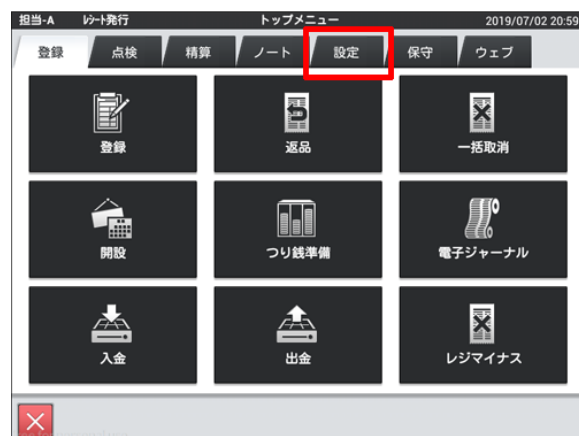 担当-A ﾚｼｰﾄ発行 トップメニュー 2019/07/02 20:59
登録 点検 精算 ノート 設定 保守 ウェブ
登録 返品 一括取消
開設 つり銭準備 電子ジャーナル
入金 出金 レジマイナス